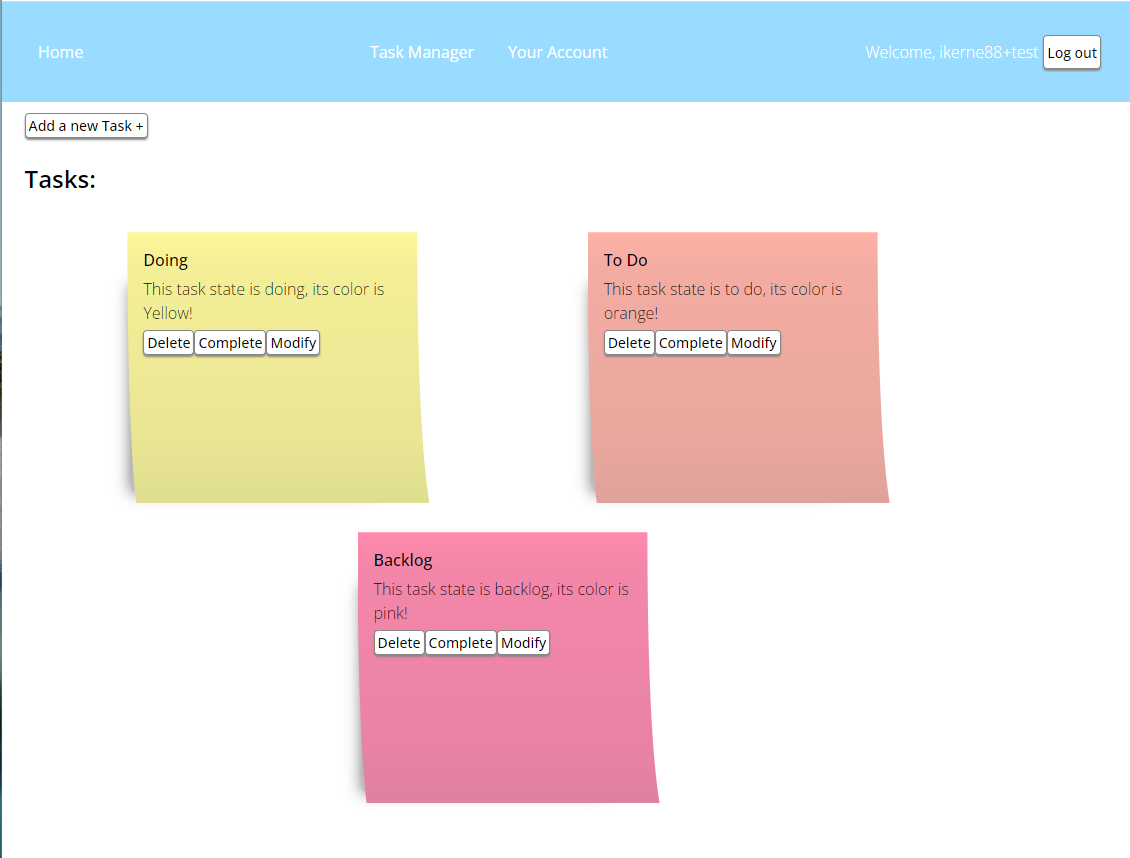 Home Task Manager Your Account Welcome, ikerne88+test Log out
Add a new Task +
Tasks:
Doing
This task state is doing, its color is
Yellow!
Delete Complete Modify
To Do
This task state is to do, its color is
orange!
Delete Complete Modify
Backlog
This task state is backlog, its color is
pink!
Delete Complete Modify